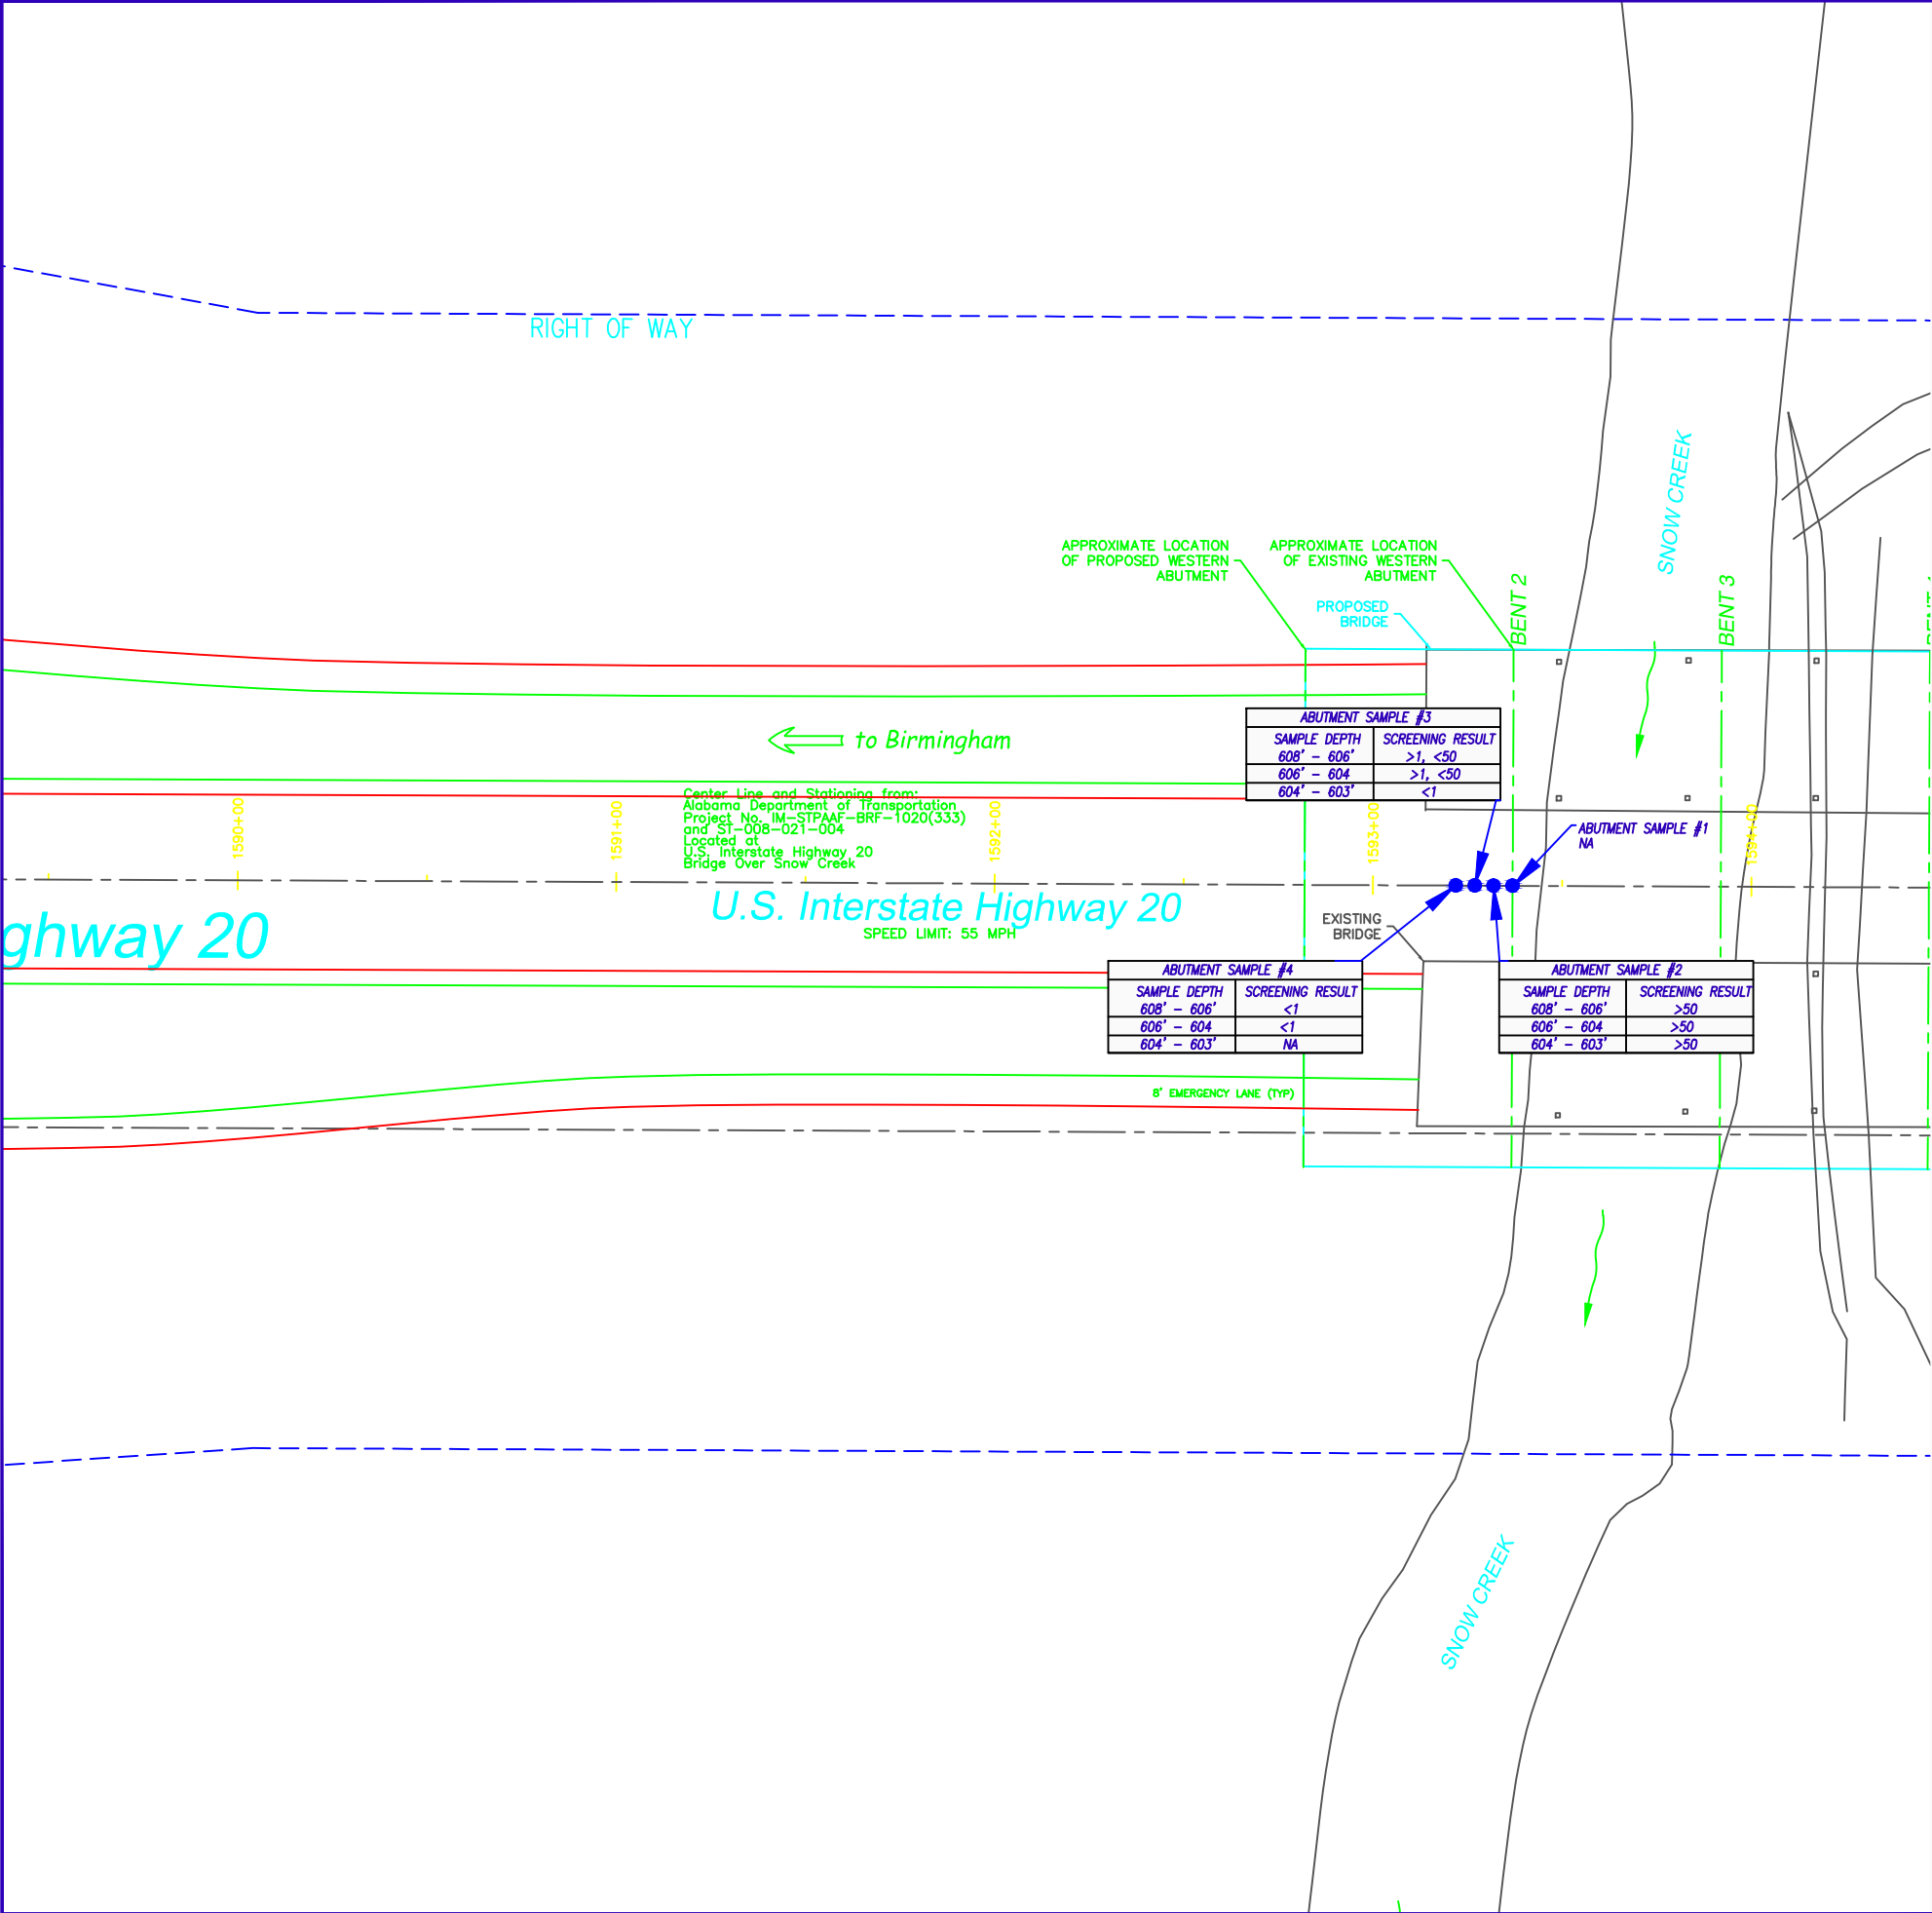 RIGHT OF WAY
SNOW CREEK
APPROXIMATE LOCATION
OF PROPOSED WESTERN
ABUTMENT
APPROXIMATE LOCATION
OF EXISTING WESTERN
ABUTMENT
PROPOSED
BRIDGE
BENT 2
BENT 3
to Birmingham
ABUTMENT SAMPLE #3
SAMPLE DEPTH SCREENING RESULT
608' - 606' >1, <50
606' - 604 >1, <50
604' - 603' <1
1590+00
1591+00
1592+00
1593+00
Center Line and Stationing from:
Alabama Department of Transportation
Project No. IM-STPAAF-BRF-1020(333)
and ST-008-021-004
Located at
U.S. Interstate Highway 20
Bridge Over Snow Creek
ABUTMENT SAMPLE #1
NA
ghway 20
U.S. Interstate Highway 20
SPEED LIMIT: 55 MPH
EXISTING
BRIDGE
ABUTMENT SAMPLE #4
SAMPLE DEPTH SCREENING RESULT
608' - 606' <1
606' - 604 <1
604' - 603' NA
ABUTMENT SAMPLE #2
SAMPLE DEPTH SCREENING RESULT
608' - 606' >50
606' - 604 >50
604' - 603' >50
8' EMERGENCY LANE (TYP)
SNOW CREEK